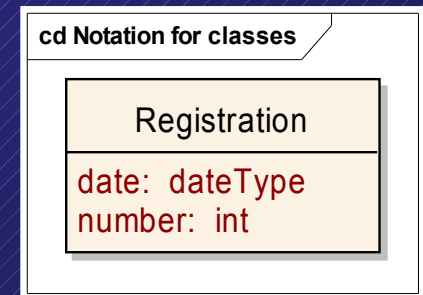 cd Notation for classes
Registration
date: dateType
number: int